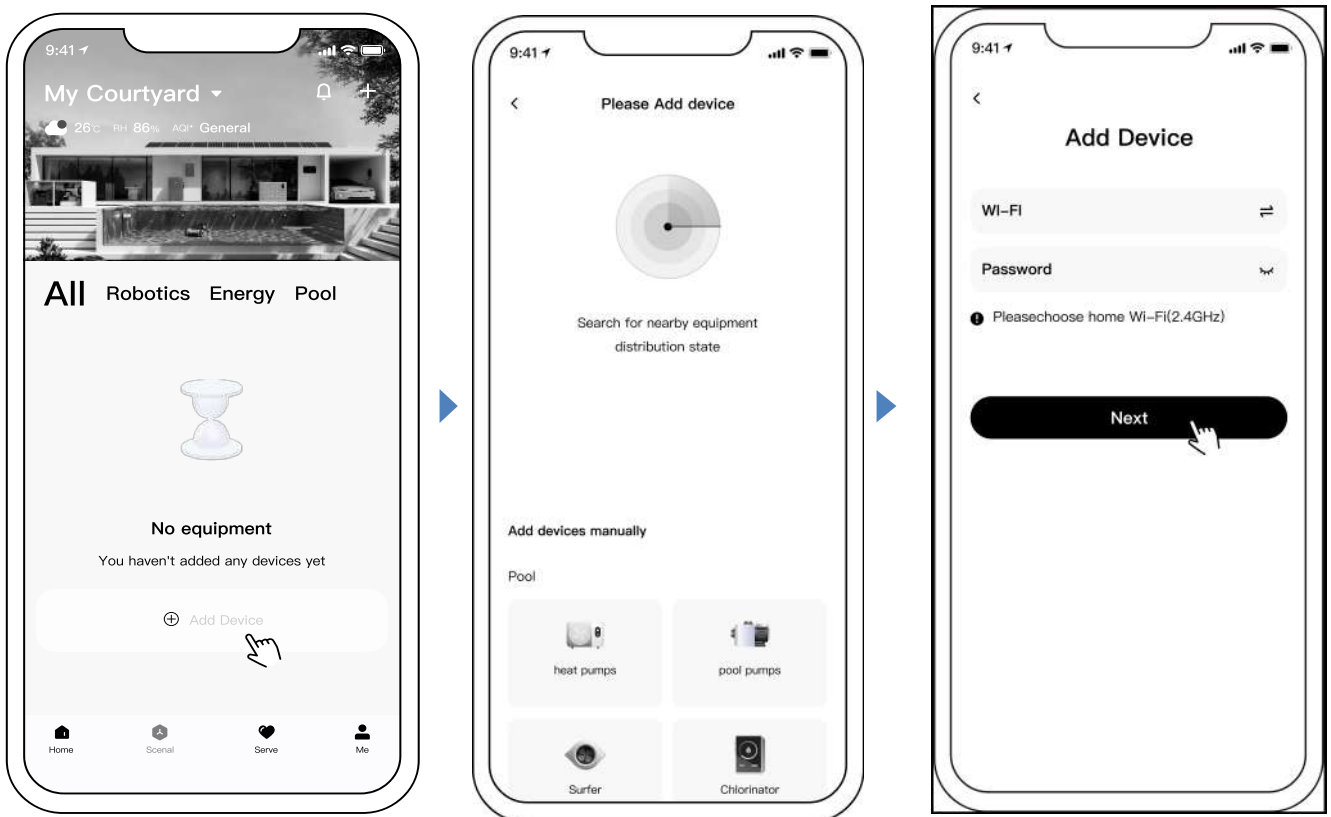 9:41
My Courtyard
26°C RH 86% AQI* General
All Robotics Energy Pool
No equipment
You haven't added any devices yet
Add Device
Home Scenal Serve Me
9:41
Please Add device
Search for nearby equipment
distribution state
Add devices manually
Pool
heat pumps pool pumps
Surfer Chlorinator
9:41
Add Device
WI-FI
Password
Pleasechoose home Wi-Fi(2.4GHz)
Next